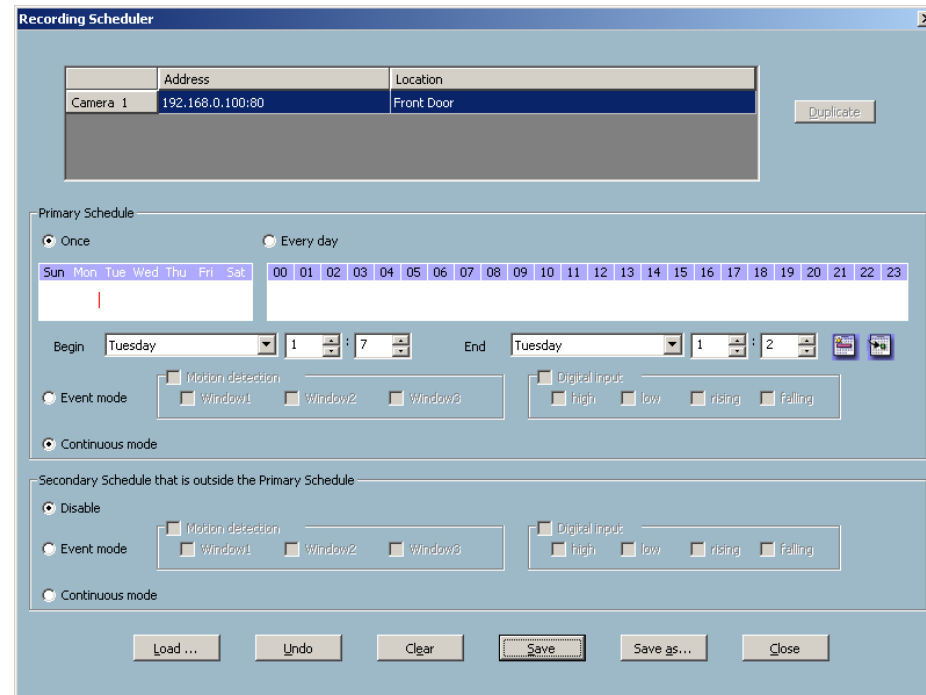 Recording Scheduler
Address Location
Camera 1 192.168.0.100:80 Front Door
Duplicate
Primary Schedule
Once Every day
Sun Mon Tue Wed Thu Fri Sat 00 01 02 03 04 05 06 07 08 09 10 11 12 13 14 15 16 17 18 19 20 21 22 23
Begin Tuesday 1 : 7 End Tuesday 1 : 2
Motion detection Digital input
Event mode Window1 Window2 Window3 high low rising falling
Continuous mode
Secondary Schedule that is outside the Primary Schedule
Disable
Motion detection Digital input
Event mode Window1 Window2 Window3 high low rising falling
Continuous mode
Load ... Undo Clear Save Save as... Close